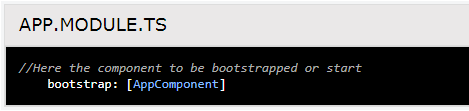 APP.MODULE.TS
//Here the component to be bootstrapped or start
bootstrap: [AppComponent]